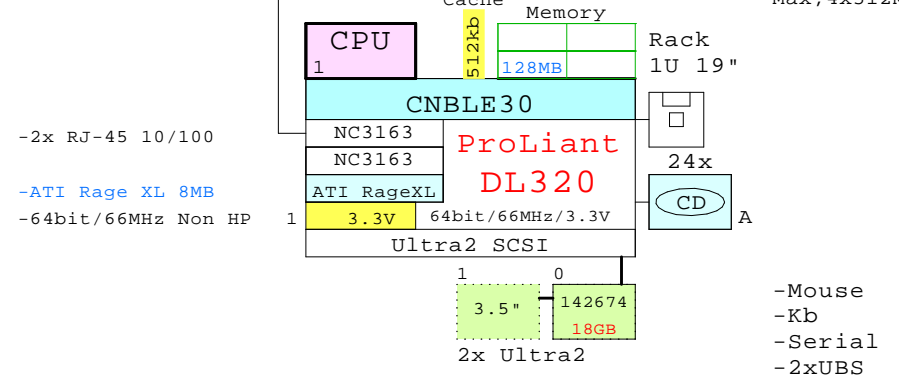 Cache
Max,4x512M
Memory
CPU
1
512kb
128MB
Rack
1U 19"
CNBLE30
-2x RJ-45 10/100
NC3163
NC3163
ProLiant
DL320
24x
-ATI Rage XL 8MB
ATI RageXL
CD
A
-64bit/66MHz Non HP
1
3.3V
64bit/66MHz/3.3V
Ultra2 SCSI
1
0
3.5"
142674
18GB
2x Ultra2
-Mouse
-Kb
-Serial
-2xUBS